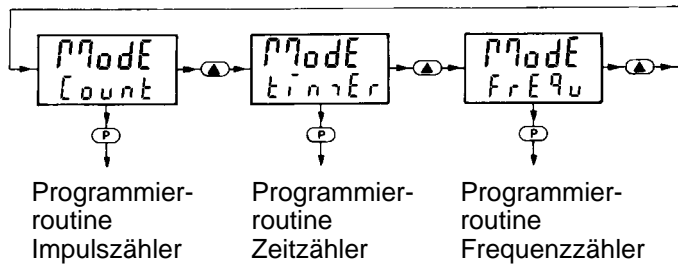 ModE ModE ModE
Count timEr FrEqu
P P P
Programmier- Programmier- Programmier-
routine routine routine
Impulszähler Zeitzähler Frequenzzähler